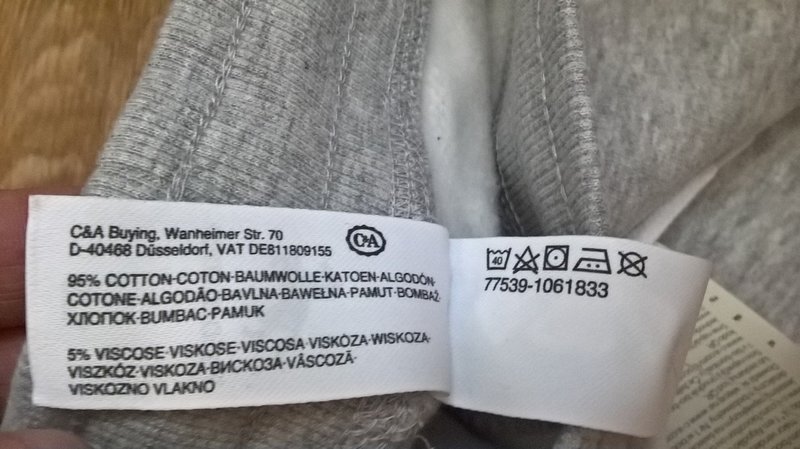 C&A Buying, Wanheimer Str. 70
D-40468 Düsseldorf, VAT DE811809155
C&A
95% COTTON·COTON·BAUMWOLLE·KATOEN·ALGODÓN·
COTONE·ALGODÃO·BAVLNA·BAWEŁNA·PAMUT·BOMBAŽ·
ХЛОПОК·BUMBAC·PAMUK
5% VISCOSE·VISKOSE·VISCOSA·VISKÓZA·WISKOZA·
VISZKÓZ·VISKOZA·ВИСКОЗА·VÂSCOZĂ·
VISKOZNO VLAKNO
40
77539-1061833